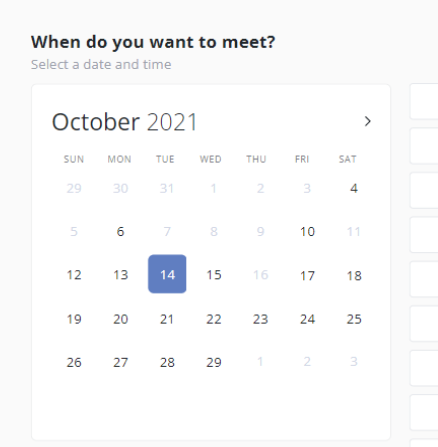 When do you want to meet?
Select a date and time
October 2021 >
SUN MON TUE WED THU FRI SAT
29 30 31 1 2 3 4
5 6 7 8 9 10 11
12 13 14 15 16 17 18
19 20 21 22 23 24 25
26 27 28 29 1 2 3